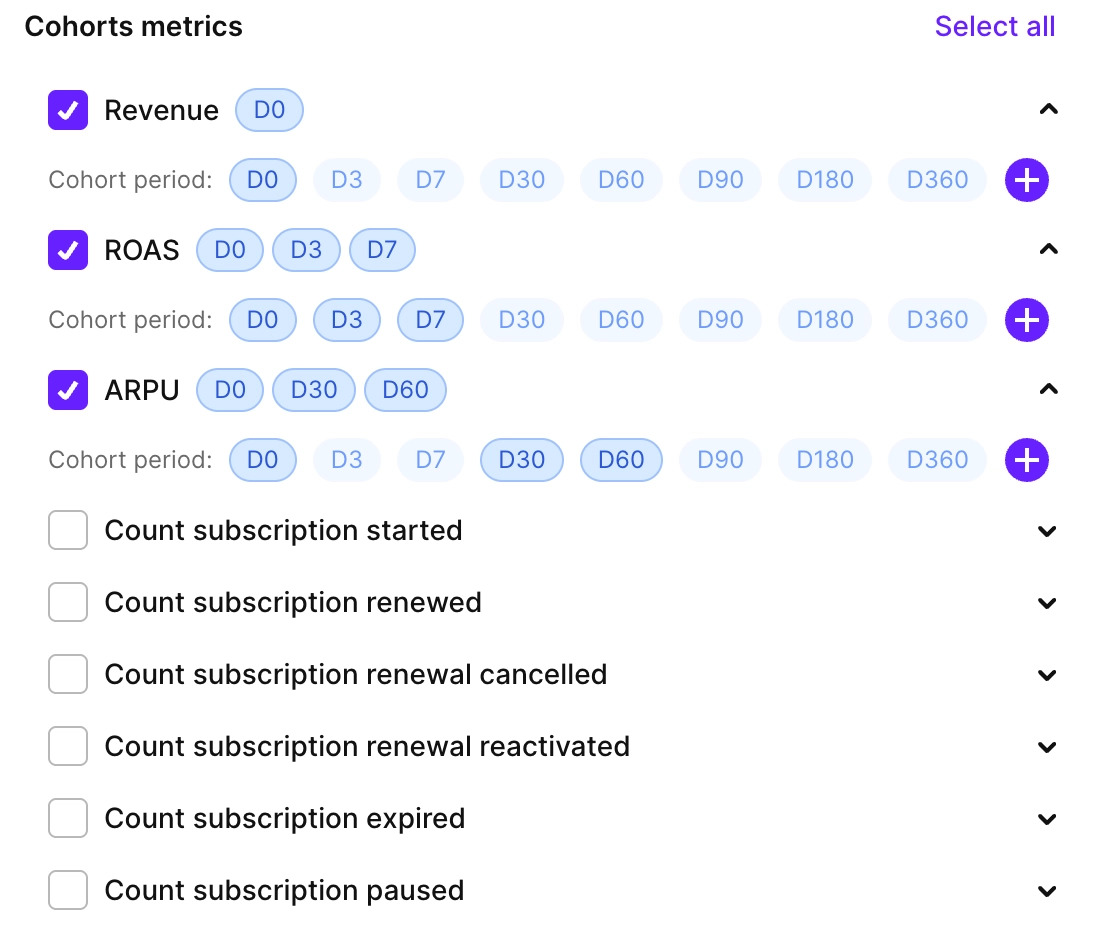 Cohorts metrics Select all
Revenue D0
Cohort period: D0 D3 D7 D30 D60 D90 D180 D360
ROAS D0 D3 D7
Cohort period: D0 D3 D7 D30 D60 D90 D180 D360
ARPU D0 D30 D60
Cohort period: D0 D3 D7 D30 D60 D90 D180 D360
Count subscription started
Count subscription renewed
Count subscription renewal cancelled
Count subscription renewal reactivated
Count subscription expired
Count subscription paused